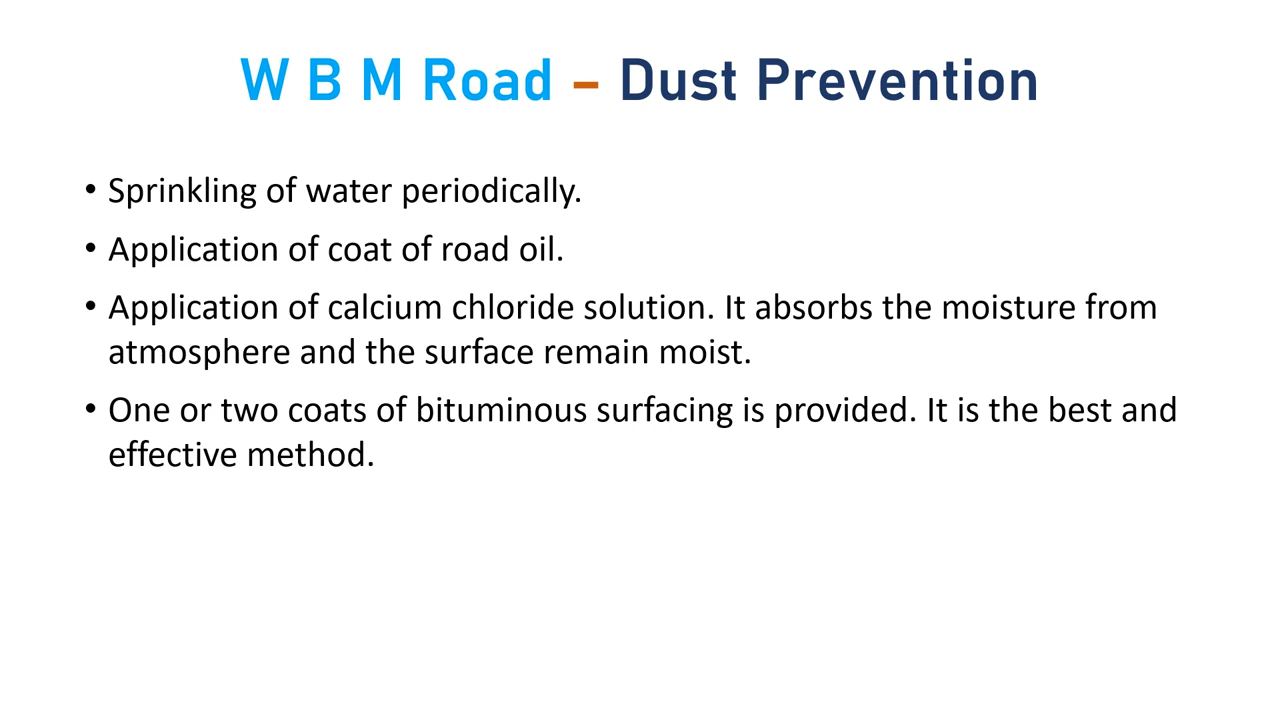 W B M Road – Dust Prevention
• Sprinkling of water periodically.
• Application of coat of road oil.
• Application of calcium chloride solution. It absorbs the moisture from
atmosphere and the surface remain moist.
• One or two coats of bituminous surfacing is provided. It is the best and
effective method.